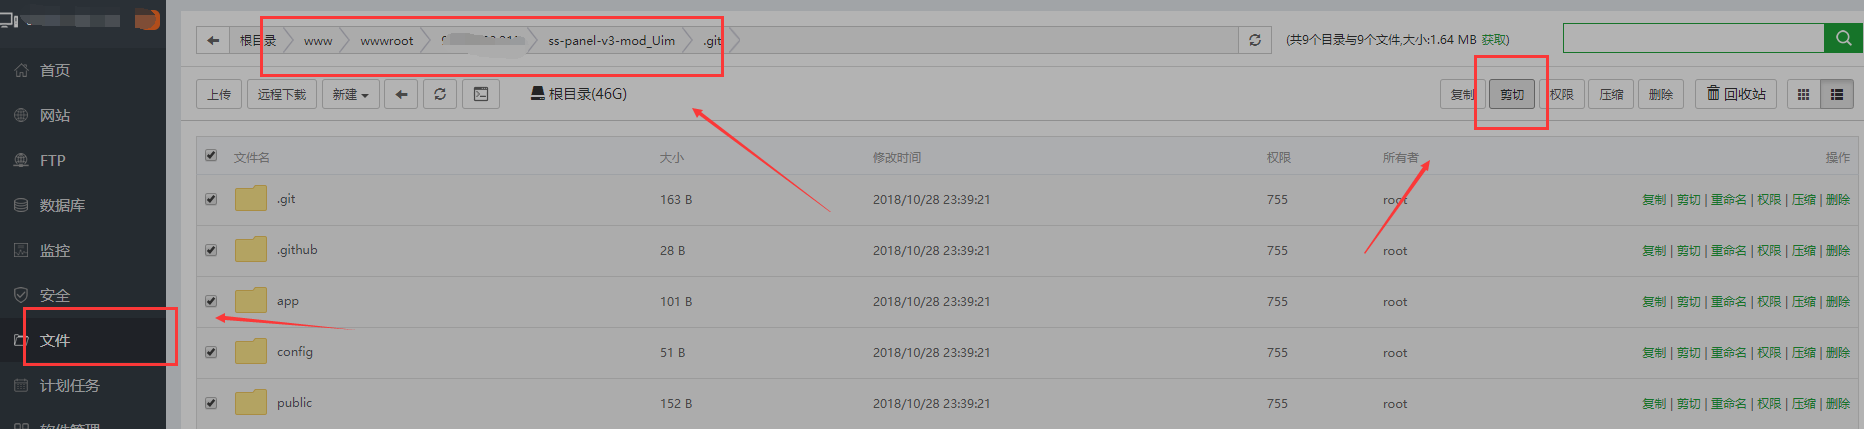 首页
网站
FTP
数据库
监控
安全
文件
计划任务
软件管理
根目录 www wwwroot ss-panel-v3-mod_Uim .git
(共9个目录与9个文件,大小:1.64 MB 获取)
上传 远程下载 新建 根目录(46G) 复制 剪切 权限 压缩 删除 回收站
文件名 大小 修改时间 权限 所有者 操作
.git 163 B 2018/10/28 23:39:21 755 root 复制 | 剪切 | 重命名 | 权限 | 压缩 | 删除
.github 28 B 2018/10/28 23:39:21 755 root 复制 | 剪切 | 重命名 | 权限 | 压缩 | 删除
app 101 B 2018/10/28 23:39:21 755 root 复制 | 剪切 | 重命名 | 权限 | 压缩 | 删除
config 51 B 2018/10/28 23:39:21 755 root 复制 | 剪切 | 重命名 | 权限 | 压缩 | 删除
public 152 B 2018/10/28 23:39:21 755 root 复制 | 剪切 | 重命名 | 权限 | 压缩 | 删除